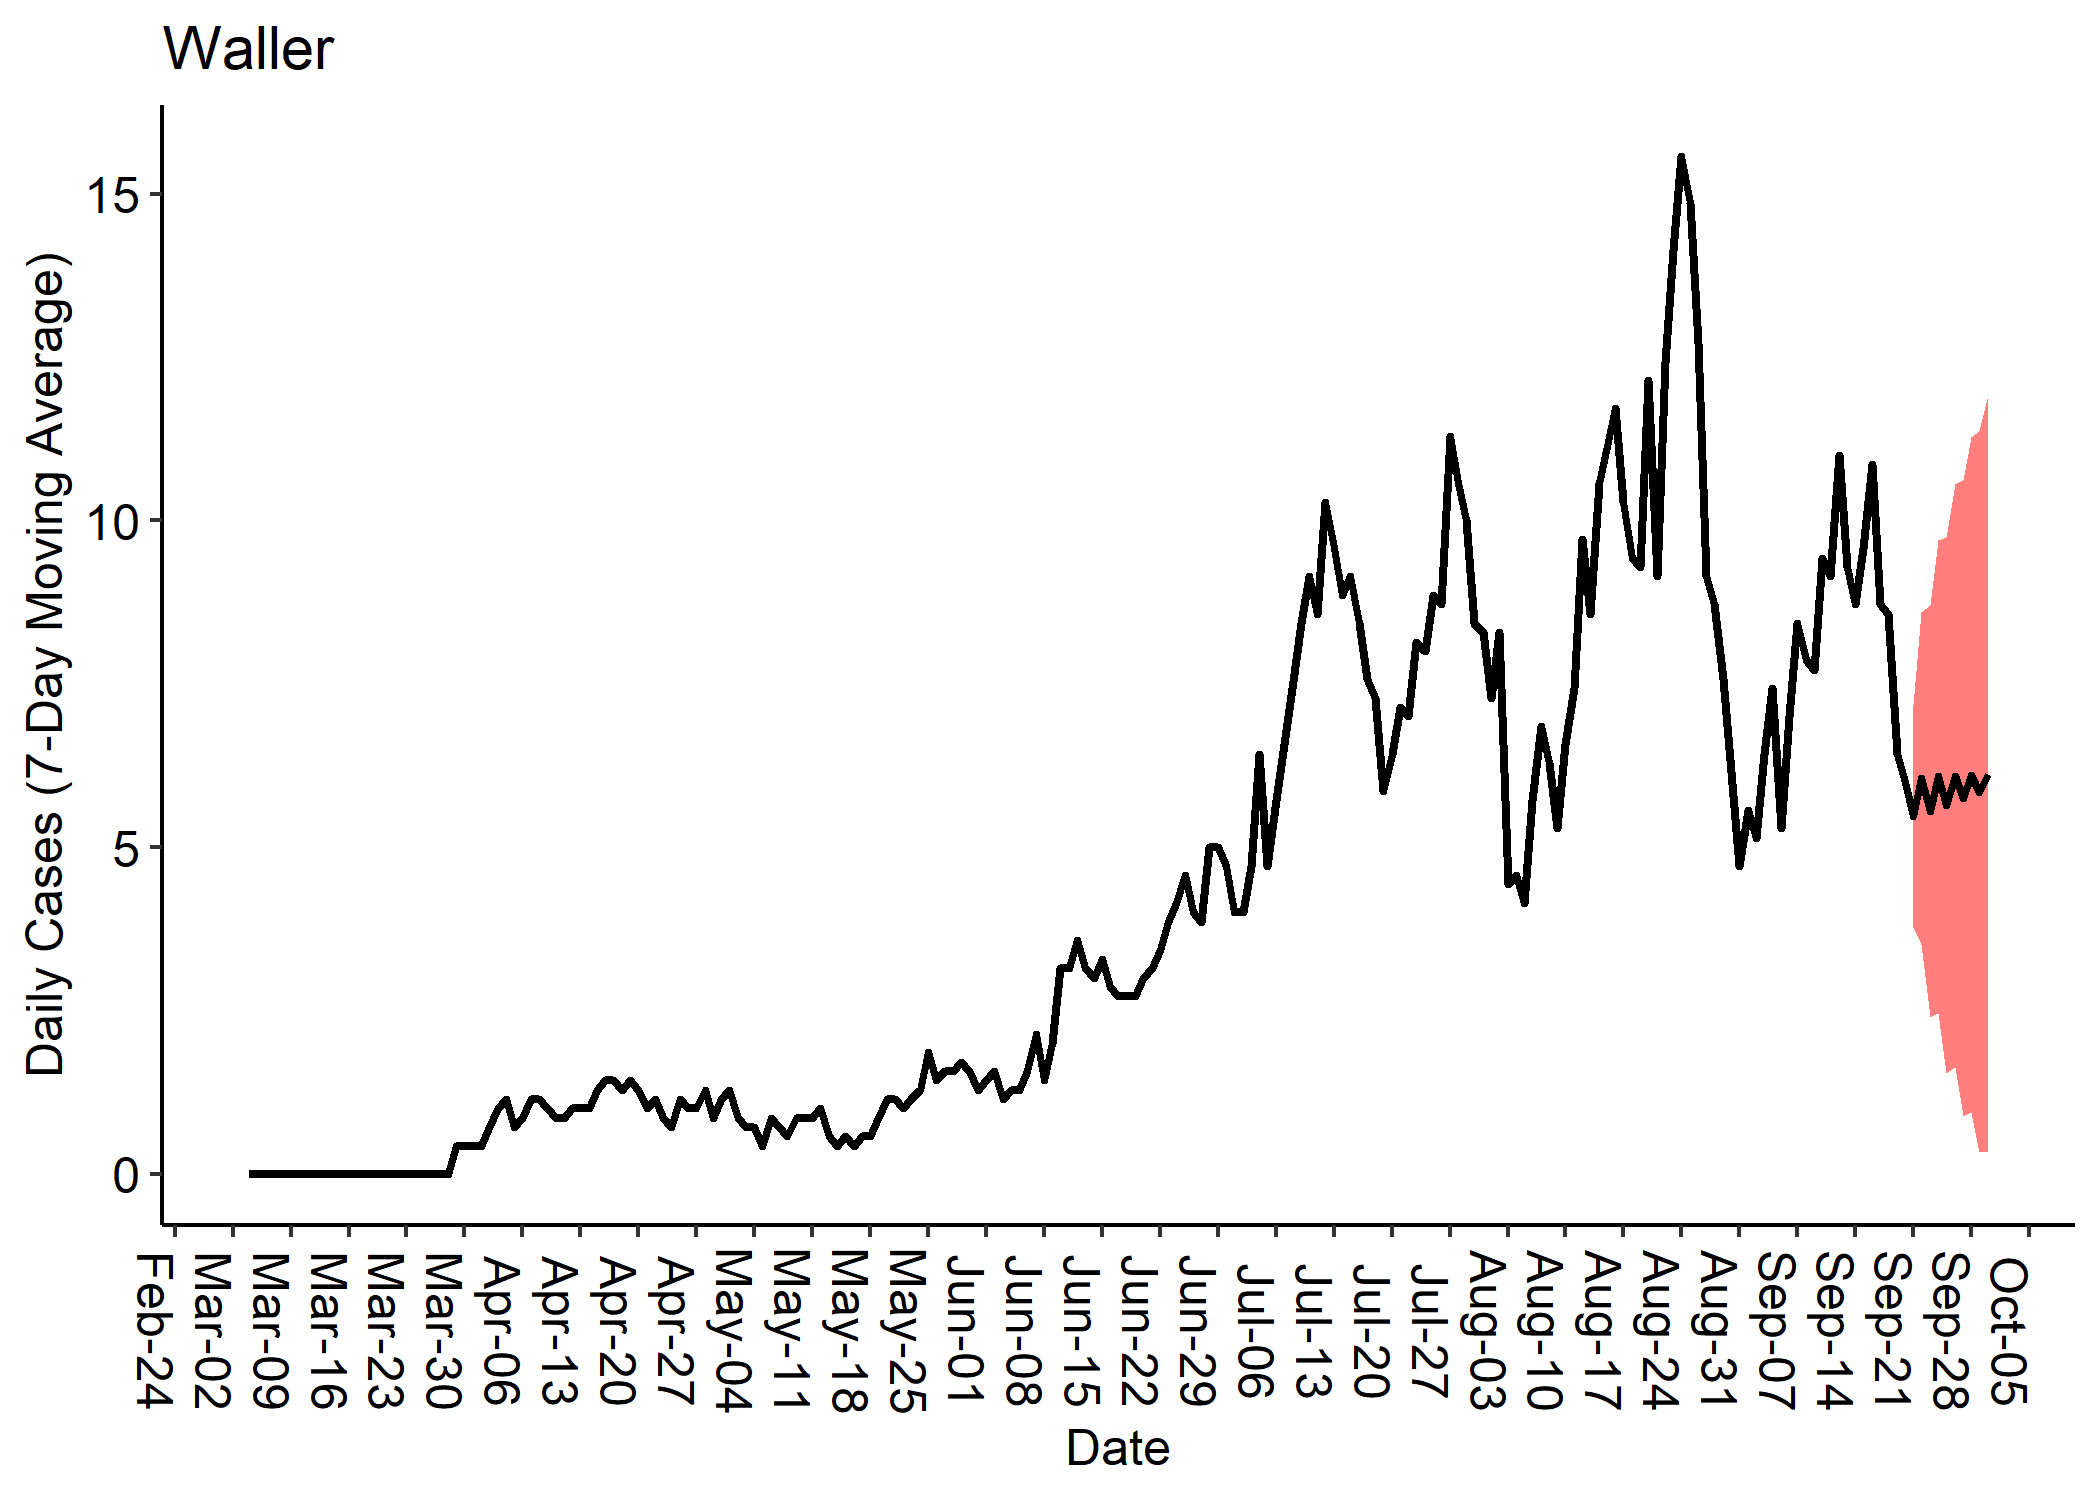 Waller
Daily Cases (7-Day Moving Average)
15
10
5
0
Feb-24
Mar-02
Mar-09
Mar-16
Mar-23
Mar-30
Apr-06
Apr-13
Apr-20
Apr-27
May-04
May-11
May-18
May-25
Jun-01
Jun-08
Jun-15
Jun-22
Jun-29
Jul-06
Jul-13
Jul-20
Jul-27
Aug-03
Aug-10
Aug-17
Aug-24
Aug-31
Sep-07
Sep-14
Sep-21
Sep-28
Oct-05
Date